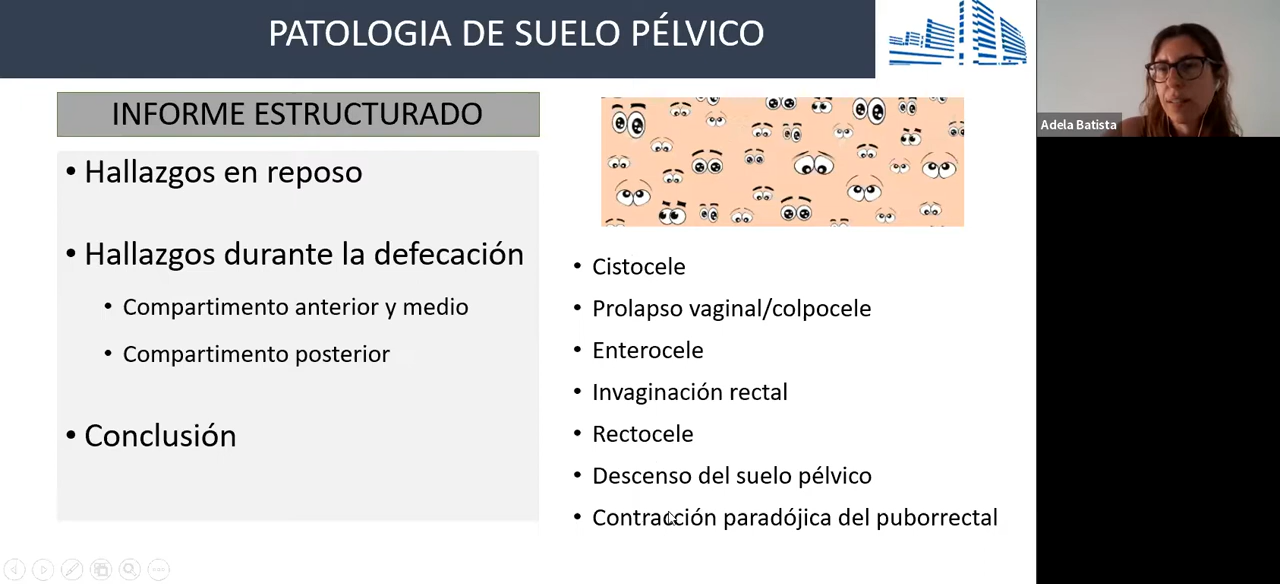 PATOLOGIA DE SUELO PÉLVICO
Adela Batista
INFORME ESTRUCTURADO
• Hallazgos en reposo
• Hallazgos durante la defecación
• Compartimento anterior y medio
• Compartimento posterior
• Conclusión
• Cistocele
• Prolapso vaginal/colpocele
• Enterocele
• Invaginación rectal
• Rectocele
• Descenso del suelo pélvico
• Contracción paradójica del puborrectal